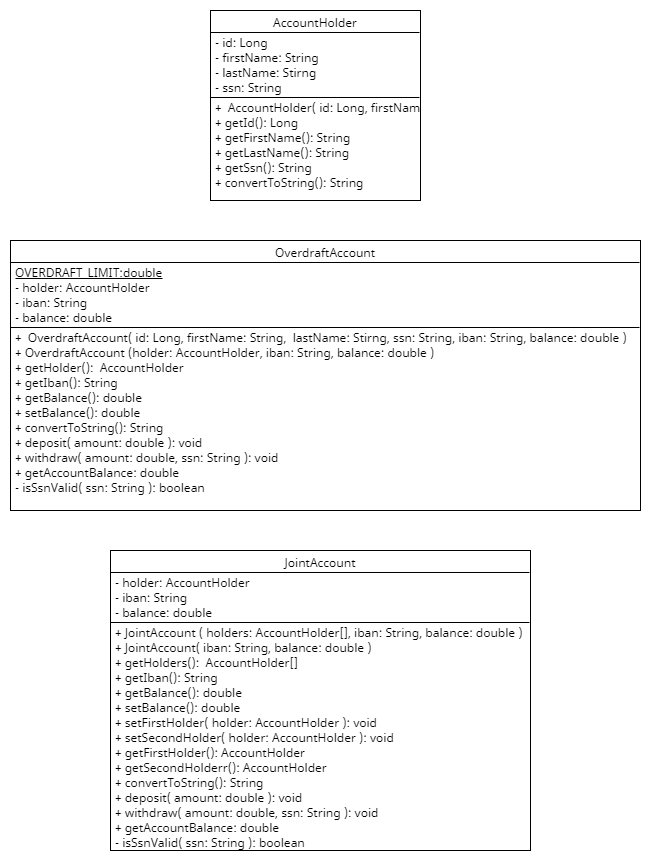 AccountHolder
- id: Long
- firstName: String
- lastName: Stirng
- ssn: String
+  AccountHolder( id: Long, firstNam
+ getId(): Long
+ getFirstName(): String
+ getLastName(): String
+ getSsn(): String
+ convertToString(): String
OverdraftAccount
OVERDRAFT_LIMIT:double
- holder: AccountHolder
- iban: String
- balance: double
+  OverdraftAccount( id: Long, firstName: String,  lastName: Stirng, ssn: String, iban: String, balance: double )
+ OverdraftAccount (holder: AccountHolder, iban: String, balance: double )
+ getHolder():  AccountHolder
+ getIban(): String
+ getBalance(): double
+ setBalance(): double
+ convertToString(): String
+ deposit( amount: double ): void
+ withdraw( amount: double, ssn: String ): void
+ getAccountBalance: double
- isSsnValid( ssn: String ): boolean
JointAccount
- holder: AccountHolder
- iban: String
- balance: double
+ JointAccount ( holders: AccountHolder[], iban: String, balance: double )
+ JointAccount( iban: String, balance: double )
+ getHolders():  AccountHolder[]
+ getIban(): String
+ getBalance(): double
+ setBalance(): double
+ setFirstHolder( holder: AccountHolder ): void
+ setSecondHolder( holder: AccountHolder ): void
+ getFirstHolder(): AccountHolder
+ getSecondHolderr(): AccountHolder
+ convertToString(): String
+ deposit( amount: double ): void
+ withdraw( amount: double, ssn: String ): void
+ getAccountBalance: double
- isSsnValid( ssn: String ): boolean